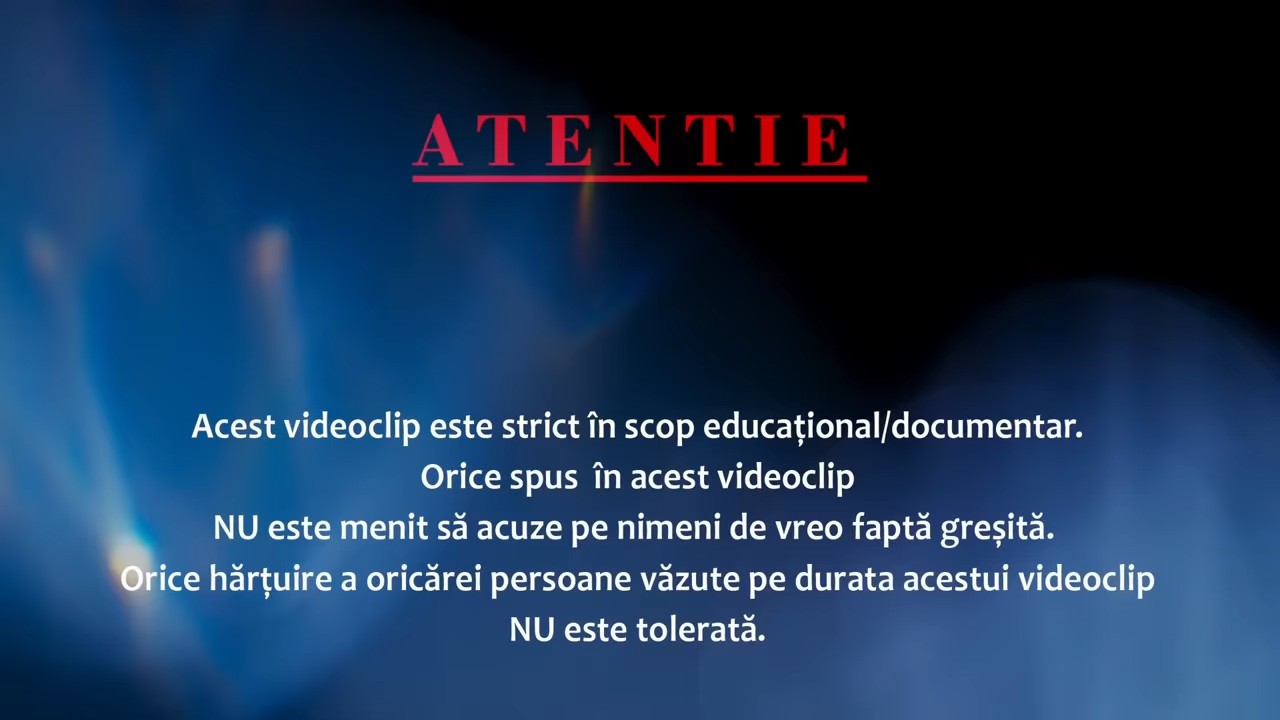 ATENTIE
Acest videoclip este strict în scop educațional/documentar.
Orice spus în acest videoclip
NU este menit să acuze pe nimeni de vreo faptă greșită.
Orice hărțuire a oricărei persoane văzute pe durata acestui videoclip
NU este tolerată.